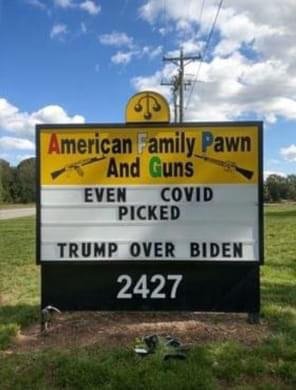 American Family Pawn
And Guns
EVEN COVID
PICKED
TRUMP OVER BIDEN
2427